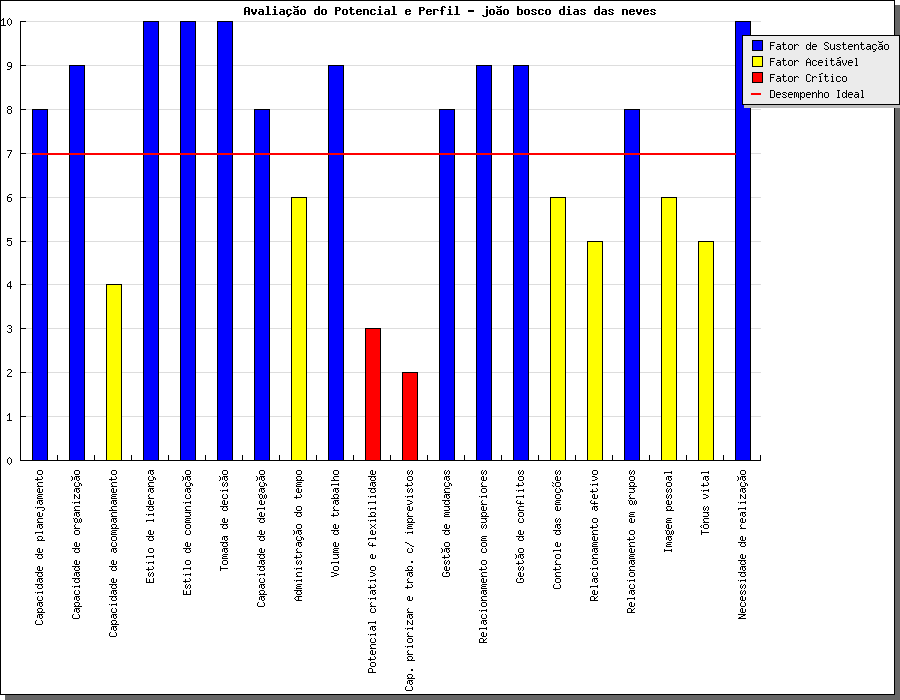 Avaliação do Potencial e Perfil - joão bosco dias das neves
Fator de Sustentação
Fator Aceitável
Fator Crítico
Desempenho Ideal
10
9
8
7
6
5
4
3
2
1
0
Capacidade de planejamento
Capacidade de organização
Capacidade de acompanhamento
Estilo de liderança
Estilo de comunicação
Tomada de decisão
Capacidade de delegação
Administração do tempo
Volume de trabalho
Potencial criativo e flexibilidade
Cap. priorizar e trab. c/ imprevistos
Gestão de mudanças
Relacionamento com superiores
Gestão de conflitos
Controle das emoções
Relacionamento afetivo
Relacionamento em grupos
Imagem pessoal
Tônus vital
Necessidade de realização